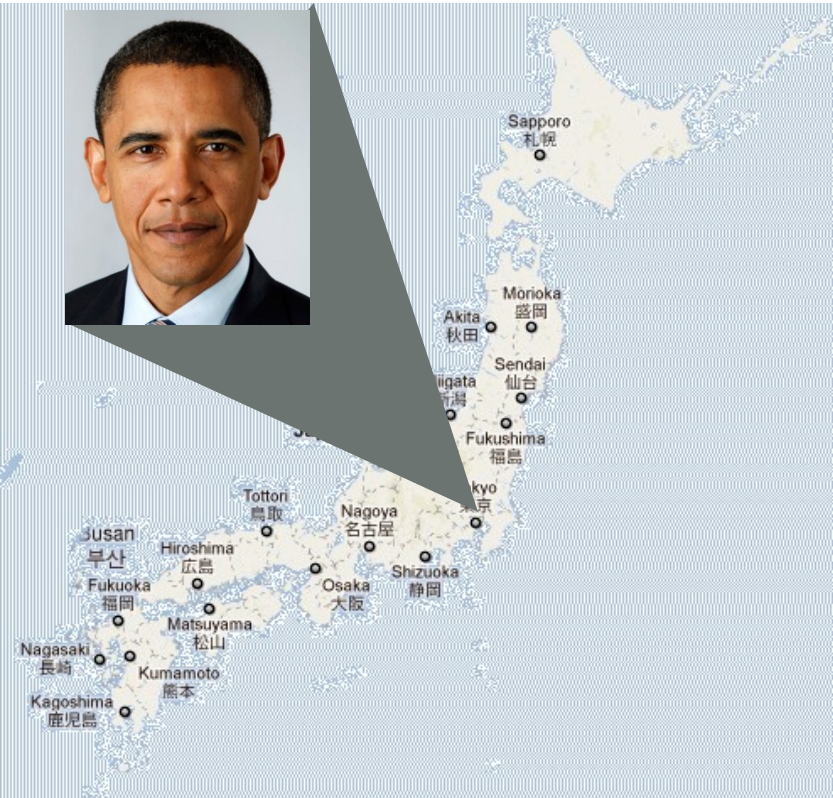 Sapporo
札幌
Morioka
盛岡
Akita
秋田
Sendai
仙台
Fukushima
福島
Tottori
鳥取
Nagoya
名古屋
Busan
부산
Hiroshima
広島
Shizuoka
静岡
Osaka
大阪
Fukuoka
福岡
Matsuyama
松山
Nagasaki
長崎
Kumamoto
熊本
Kagoshima
鹿児島